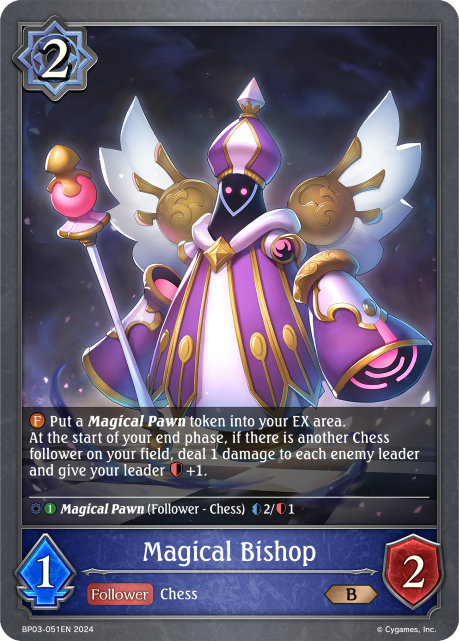 2
F Put a Magical Pawn token into your EX area.
At the start of your end phase, if there is another Chess
follower on your field, deal 1 damage to each enemy leader
and give your leader +1.
1 Magical Pawn (Follower - Chess) 2/1
Magical Bishop
1
Follower Chess
B
2
BP03-051EN 2024
© Cygames, Inc.